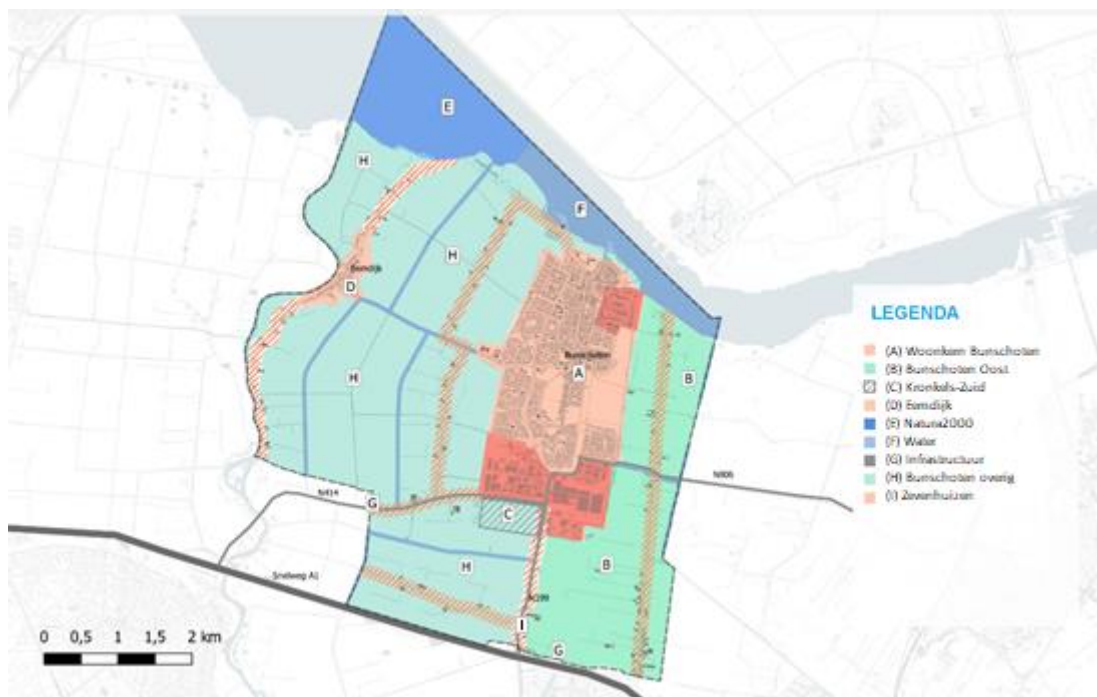 E
H
F
H
Eemdijk
D
LEGENDA
(A) Woonkern Bunschoten
Bunschoten
B
(B) Bunschoten Oost
A
H
(C) Kronkels-Zuid
(D) Eemdijk
(E) Natura2000
(F) Water
(G) Infrastructuur
N806
(H) Bunschoten overig
N414
G
(I) Zevenhuizen
C
H
B
Snelweg A1
N199
I
0 0,5 1 1,5 2 km
G